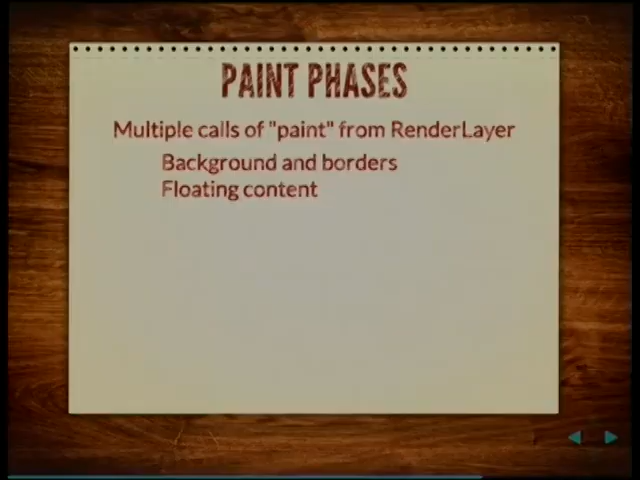 PAINT PHASES
Multiple calls of "paint" from RenderLayer
Background and borders
Floating content